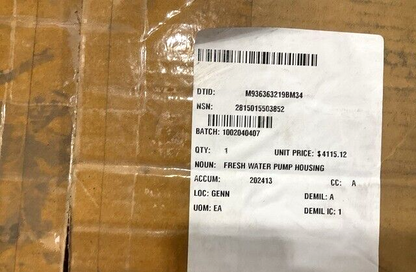 DTID: M936363219BM34
NSN: 2815015503852
BATCH: 1002040407
QTY: 1 UNIT PRICE: $4115.12
NOUN: FRESH WATER PUMP HOUSING
ACCUM: 202413 CC: A
LOC: GENN DEMIL: A
UOM: EA DEMIL IC: 1